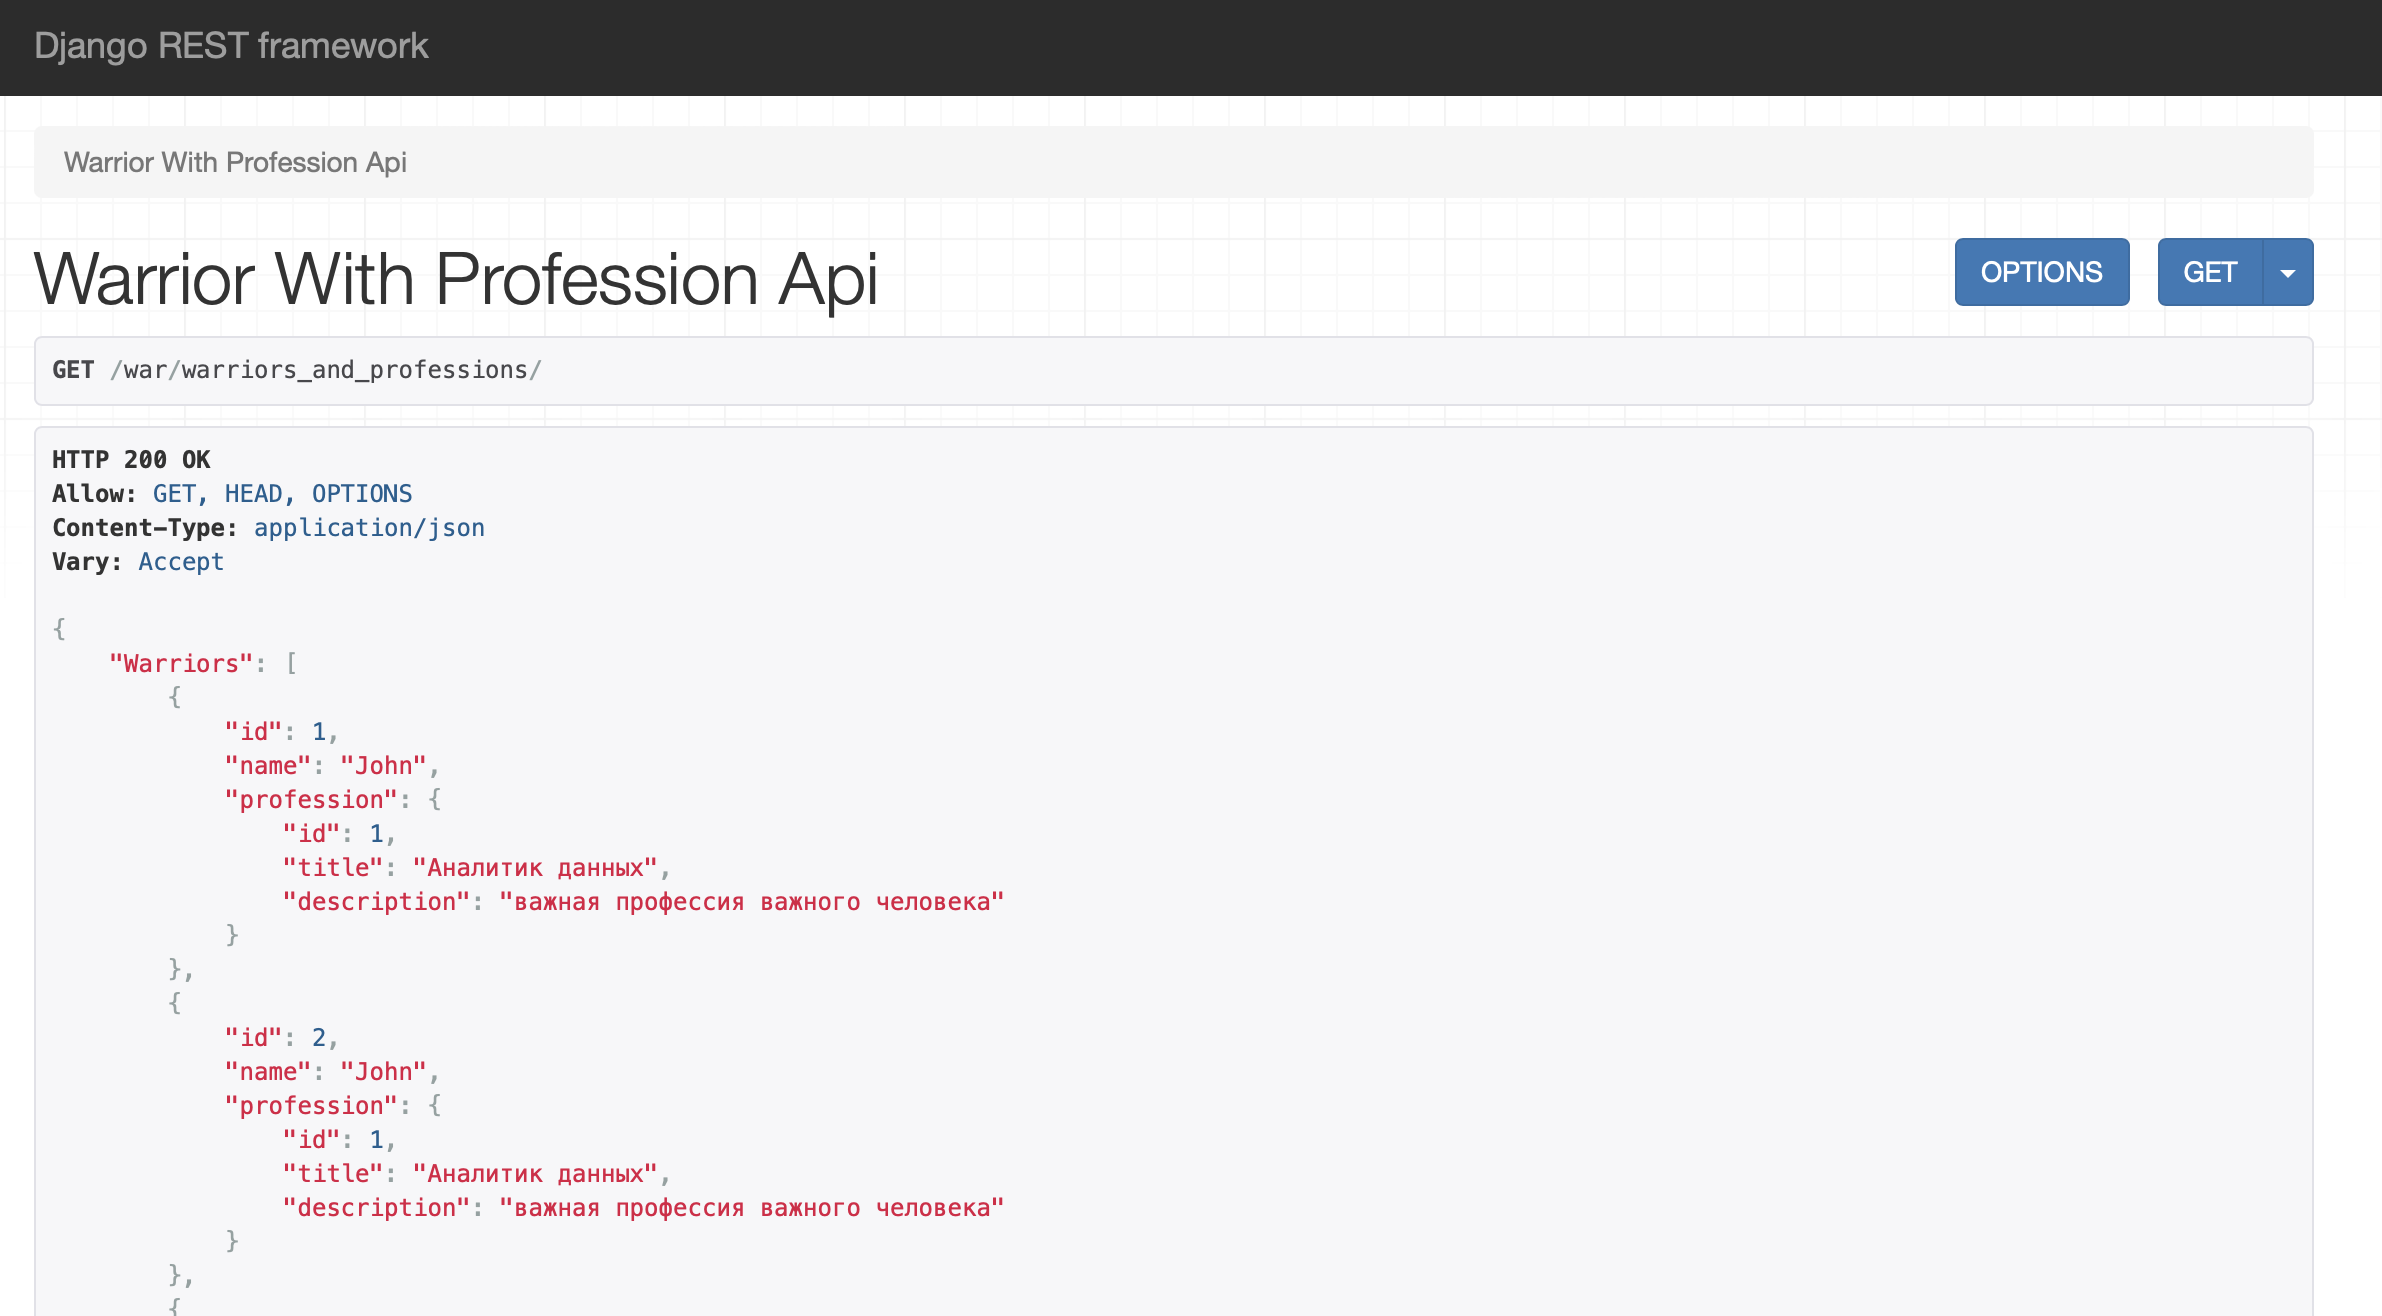 Django REST framework
Warrior With Profession Api
Warrior With Profession Api
OPTIONS GET
GET /war/warriors_and_professions/
HTTP 200 OK
Allow: GET, HEAD, OPTIONS
Content-Type: application/json
Vary: Accept
{
    "Warriors": [
        {
            "id": 1,
            "name": "John",
            "profession": {
                "id": 1,
                "title": "Аналитик данных",
                "description": "важная профессия важного человека"
            }
        },
        {
            "id": 2,
            "name": "John",
            "profession": {
                "id": 1,
                "title": "Аналитик данных",
                "description": "важная профессия важного человека"
            }
        },
        {